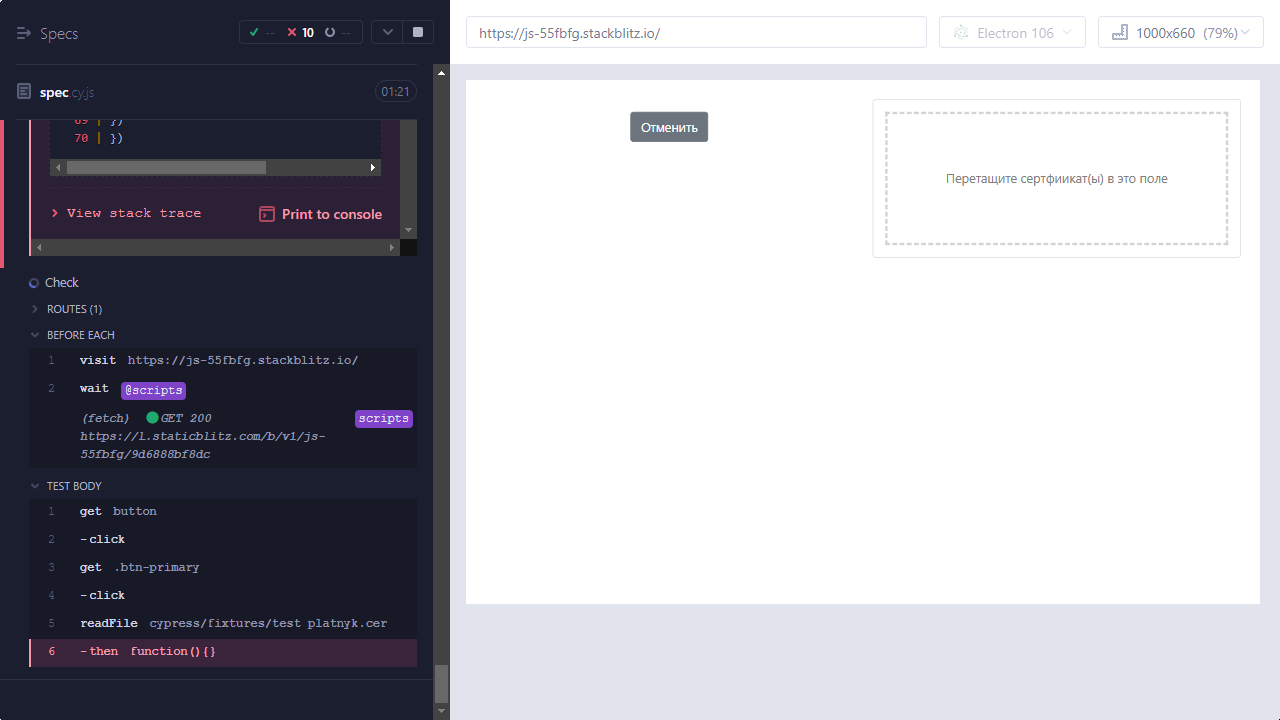 Specs
-- 10 --
spec.cy.js 01:21
69 | })
70 | })
View stack trace
Print to console
Check
ROUTES (1)
BEFORE EACH
1 visit https://js-55fbfg.stackblitz.io/
2 wait @scripts
(fetch) GET 200 scripts
https://l.staticblitz.com/b/v1/js-
55fbfg/9d6888bf8dc
TEST BODY
1 get button
2 -click
3 get .btn-primary
4 -click
5 readFile cypress/fixtures/test platnyk.cer
6 -then function(){}
https://js-55fbfg.stackblitz.io/
Electron 106
1000x660 (79%)
Отменить
Перетащите сертфиикат(ы) в это поле